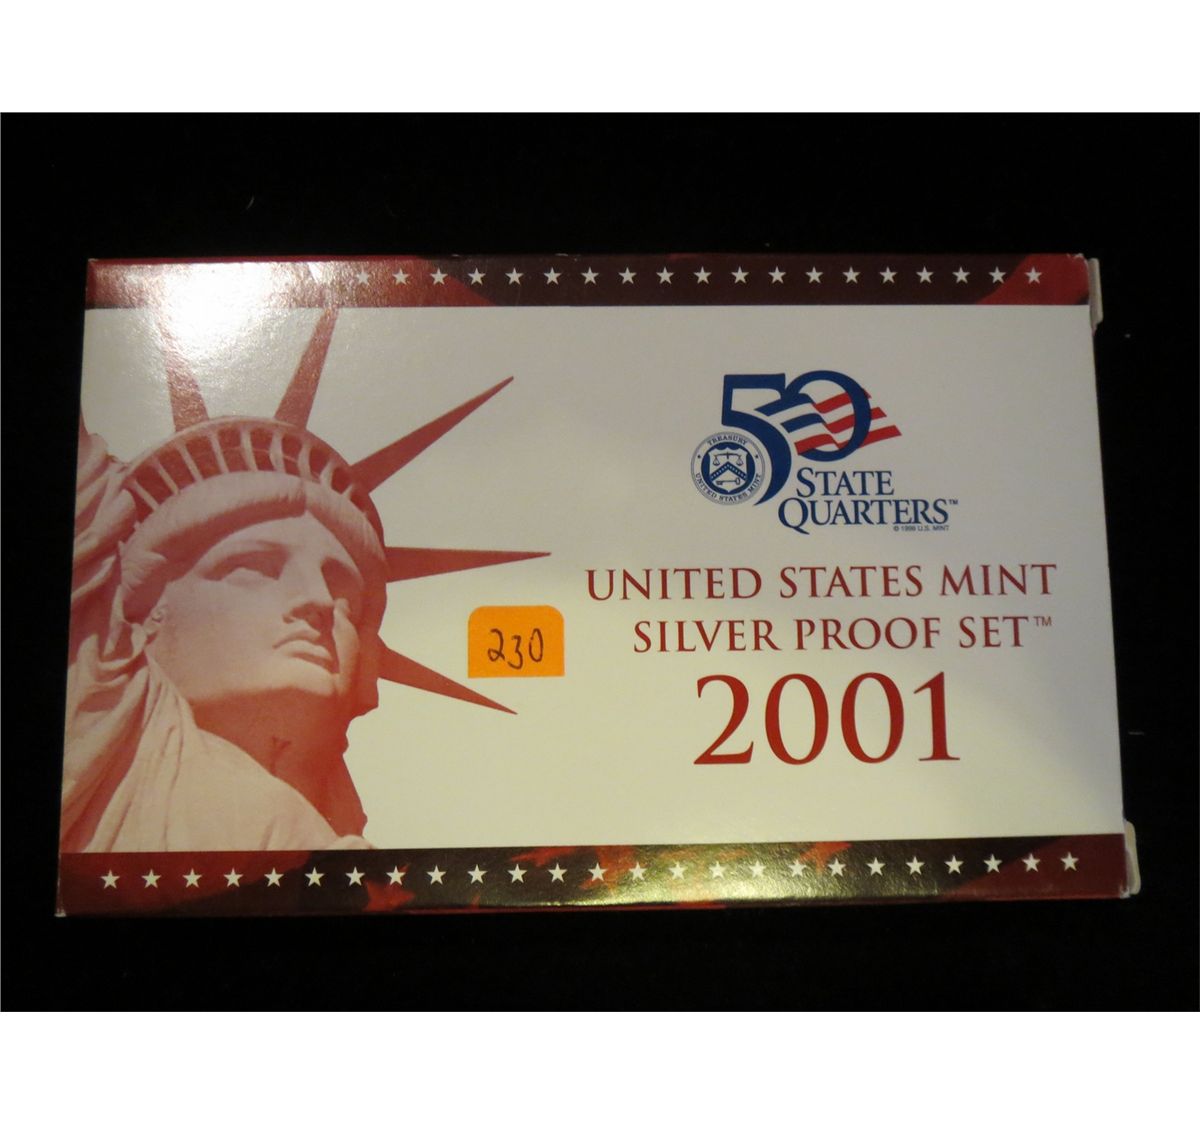 50
TREASURY
UNITED STATES MINT
STATE
QUARTERS™
© 1999 U.S. MINT
UNITED STATES MINT
SILVER PROOF SET™
2001
230